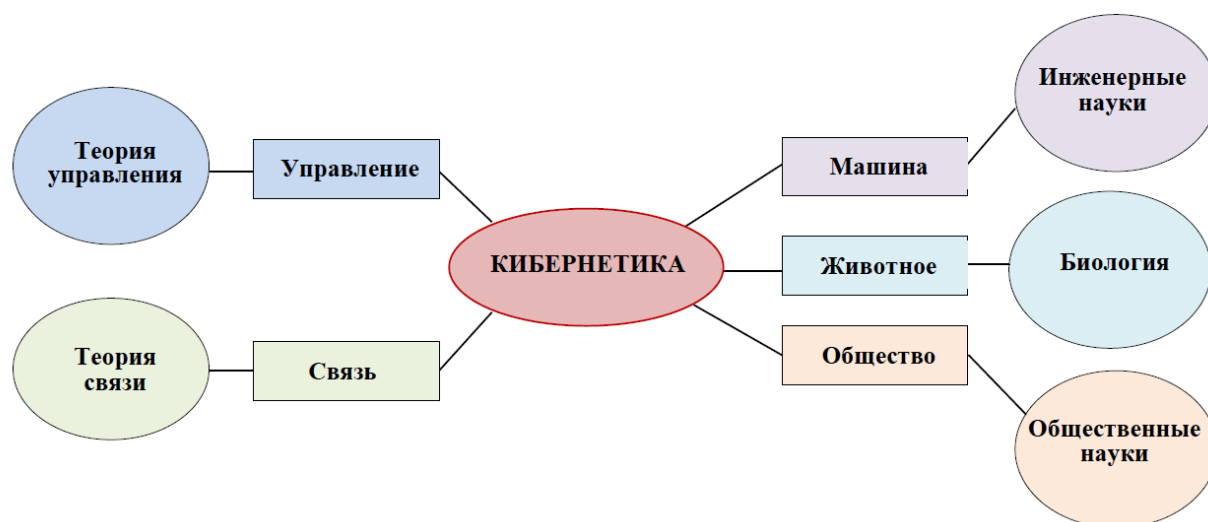 Теория
управления
Управление
Теория
связи
Связь
КИБЕРНЕТИКА
Машина
Инженерные
науки
Животное
Биология
Общество
Общественные
науки